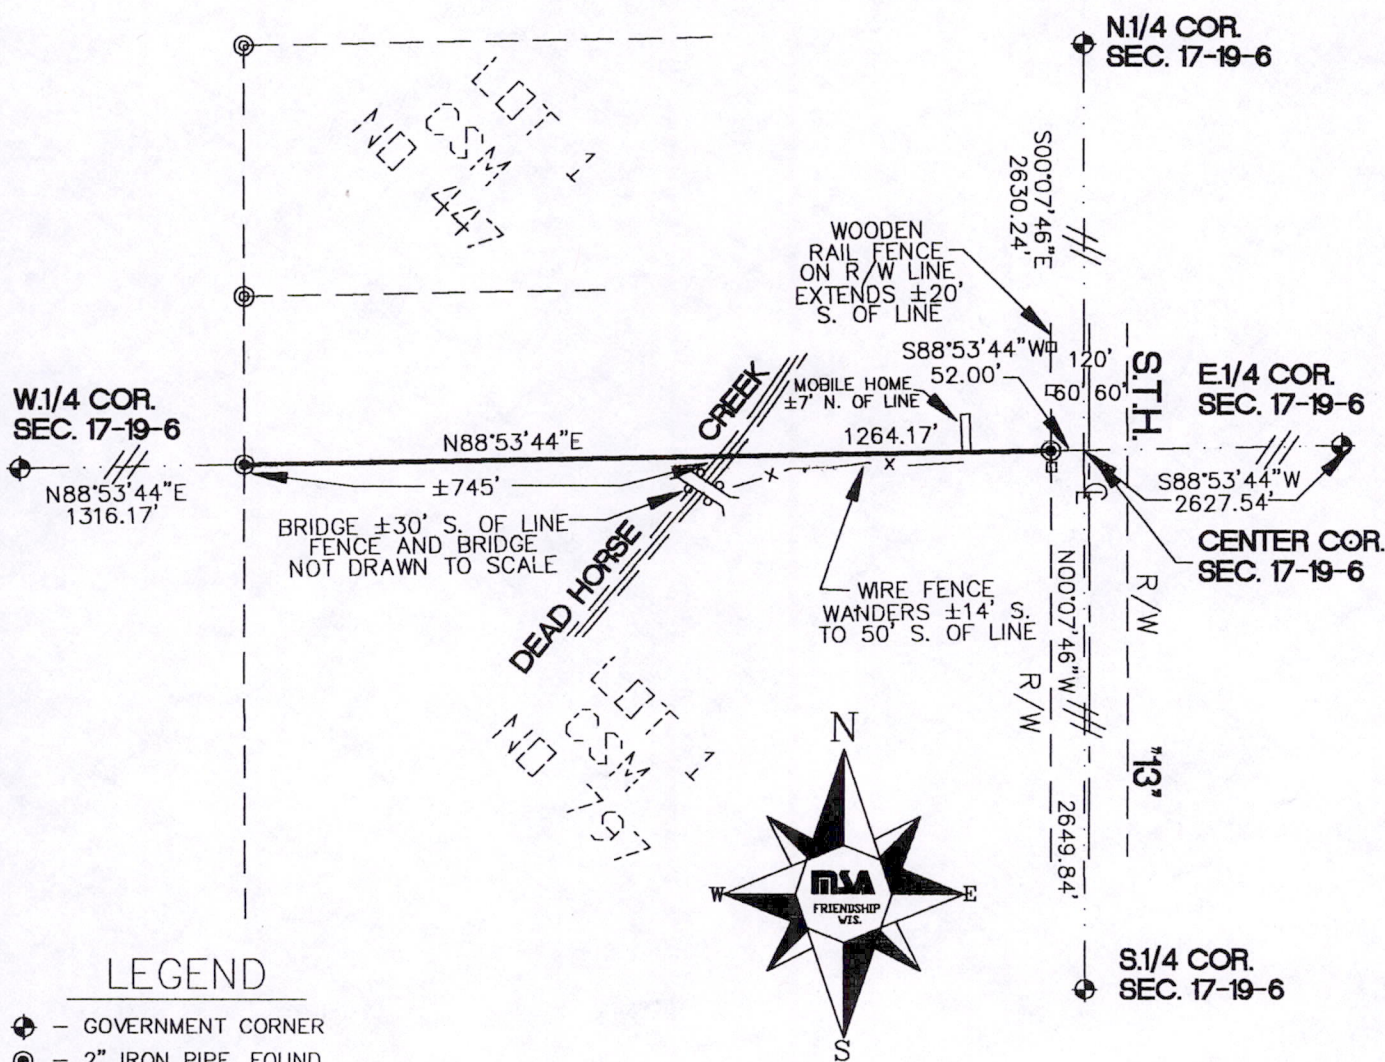 N.1/4 COR.
SEC. 17-19-6
LOT 1
CSM
NO 447
S00°07'46"E
2630.24'
WOODEN
RAIL FENCE
ON R/W LINE
EXTENDS ±20'
S. OF LINE
S88°53'44"W
52.00'
120'
60' 60'
S.T.H.
E.1/4 COR.
SEC. 17-19-6
W.1/4 COR.
SEC. 17-19-6
MOBILE HOME
±7' N. OF LINE
CREEK
N88°53'44"E
1264.17'
N88°53'44"E
1316.17'
±745'
S88°53'44"W
2627.54'
CL
BRIDGE ±30' S. OF LINE
FENCE AND BRIDGE
NOT DRAWN TO SCALE
DEAD HORSE
CENTER COR.
SEC. 17-19-6
WIRE FENCE
WANDERS ±14' S.
TO 50' S. OF LINE
N00°07'46"W
R/W
R/W
LOT 1
CSM
NO 797
"13"
2649.84'
N
W
MSA
FRIENDSHIP
WIS.
E
S
S.1/4 COR.
SEC. 17-19-6
LEGEND
- GOVERNMENT CORNER
- 2" IRON PIPE, FOUND